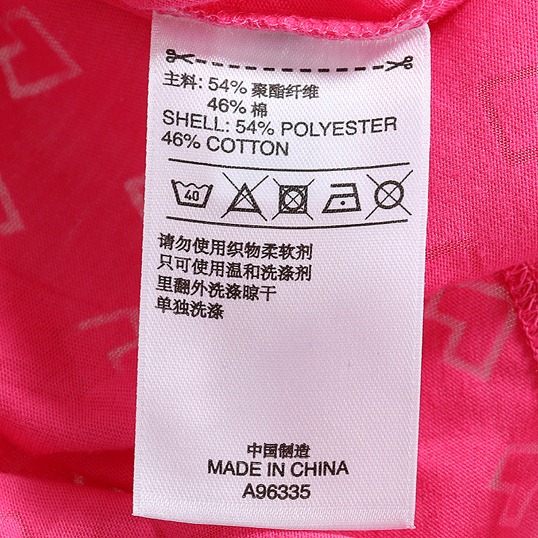 主料: 54% 聚酯纤维
46% 棉
SHELL: 54% POLYESTER
46% COTTON
40
请勿使用织物柔软剂
只可使用温和洗涤剂
里翻外洗涤晾干
单独洗涤
中国制造
MADE IN CHINA
A96335